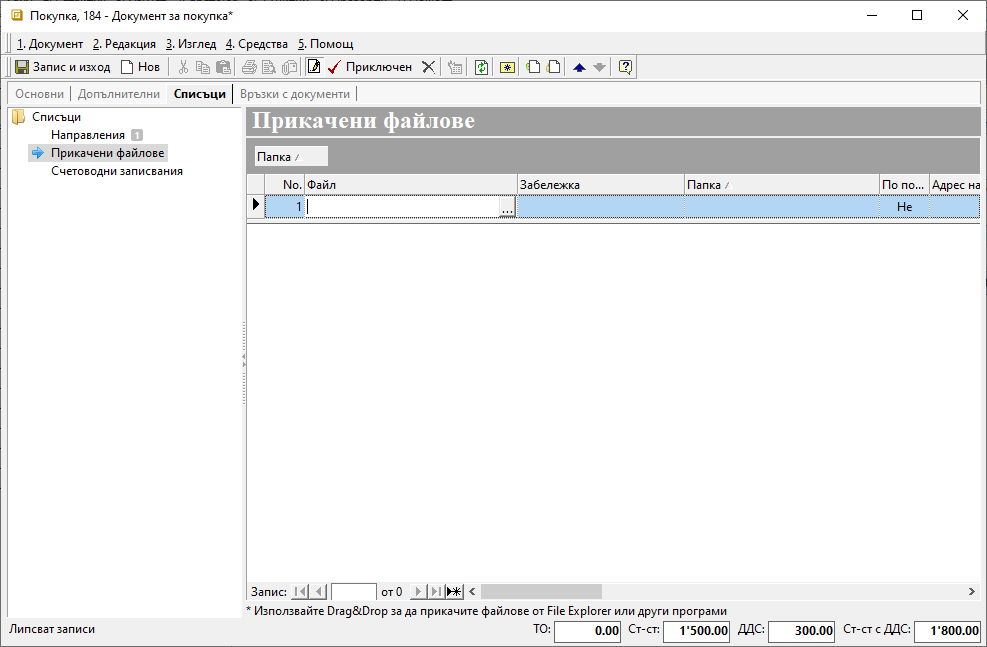 Покупка, 184 - Документ за покупка*
1. Документ 2. Редакция 3. Изглед 4. Средства 5. Помощ
Запис и изход Нов Приключен
Основни Допълнителни Списъци Връзки с документи
Списъци
Направления 1
Прикачени файлове
Счетоводни записвания
Прикачени файлове
Папка
No. Файл Забележка Папка По по... Адрес на
1 ... Не
Запис: от 0
* Използвайте Drag&Drop за да прикачите файлове от File Explorer или други програми
Липсват записи ТО: 0.00 Ст-ст: 1'500.00 ДДС: 300.00 Ст-ст с ДДС: 1'800.00